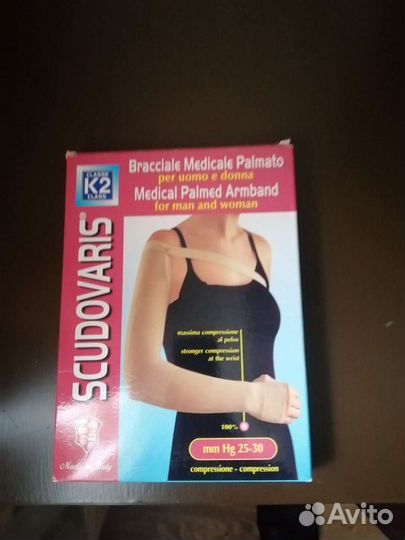 CLASSE
K2
CLASS
Bracciale Medicale Palmato
per uomo e donna
Medical Palmed Armband
for man and woman
SCUDOVARIS®
massima compressione
al polso
stronger compression
at the wrist
100%
mm Hg 25-30
compressione - compression
Made in Italy
Avito